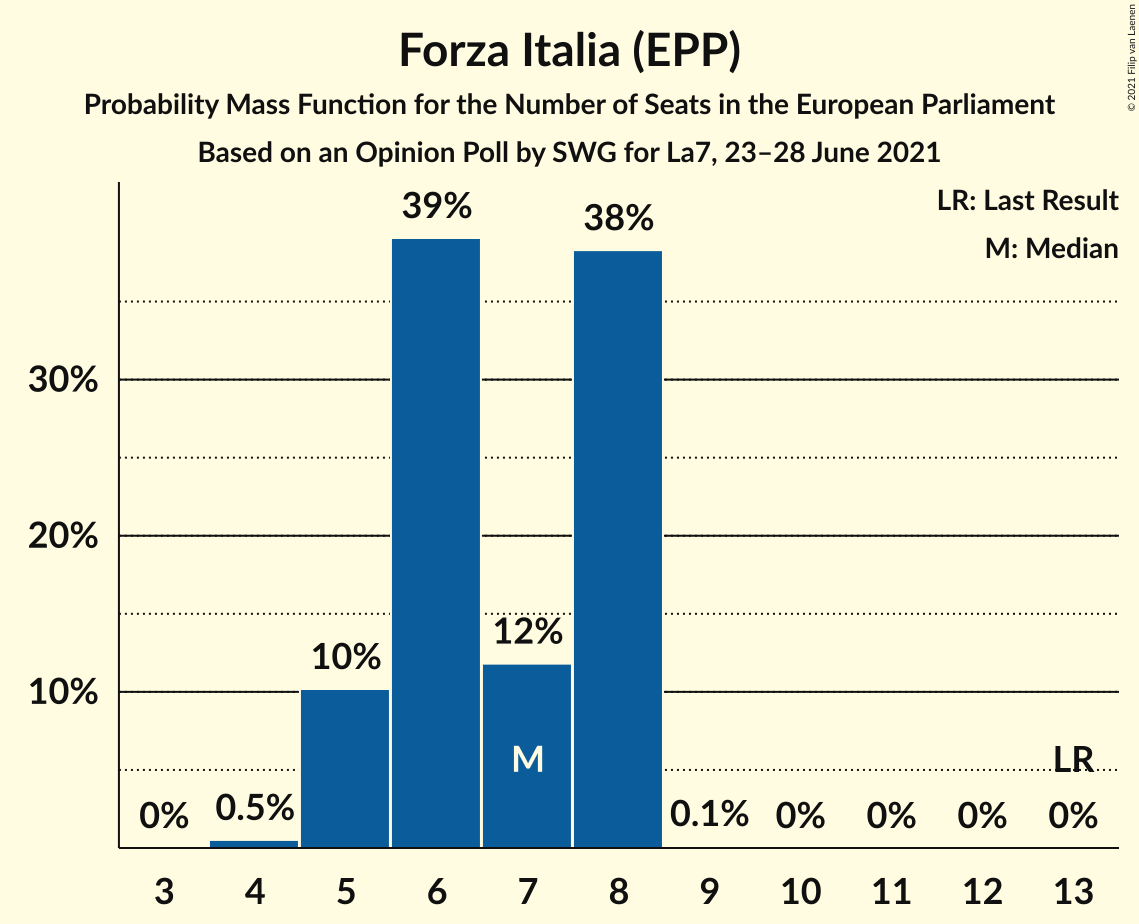 Forza Italia (EPP)
Probability Mass Function for the Number of Seats in the European Parliament
Based on an Opinion Poll by SWG for La7, 23–28 June 2021
© 2021 Filip van Laenen
LR: Last Result
M: Median
39%
38%
30%
20%
12%
10%
10%
M
LR
0%
0.5%
0.1%
0%
0%
0%
0%
3 4 5 6 7 8 9 10 11 12 13